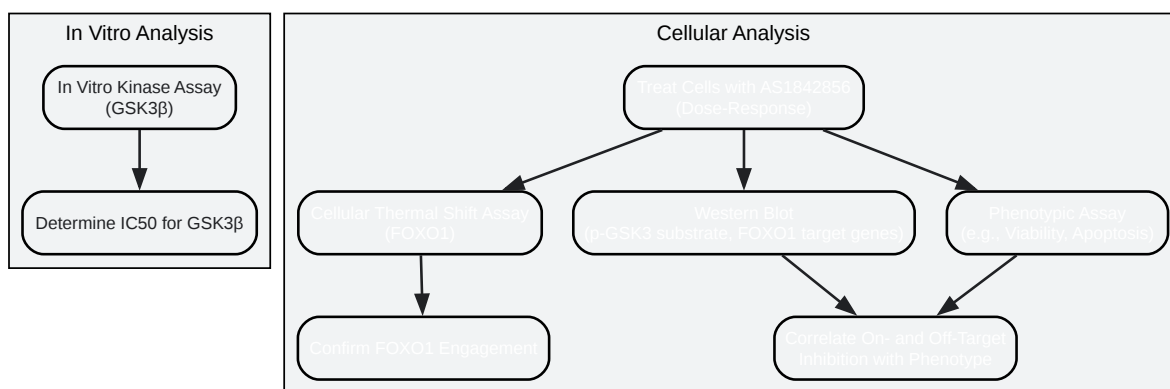 In Vitro Analysis
In Vitro Kinase Assay
(GSK3β)
Determine IC50 for GSK3β
Cellular Analysis
Treat Cells with AS1842856
(Dose-Response)
Cellular Thermal Shift Assay
(FOXO1)
Western Blot
(p-GSK3 substrate, FOXO1 target genes)
Phenotypic Assay
(e.g., Viability, Apoptosis)
Confirm FOXO1 Engagement
Correlate On- and Off-Target
Inhibition with Phenotype